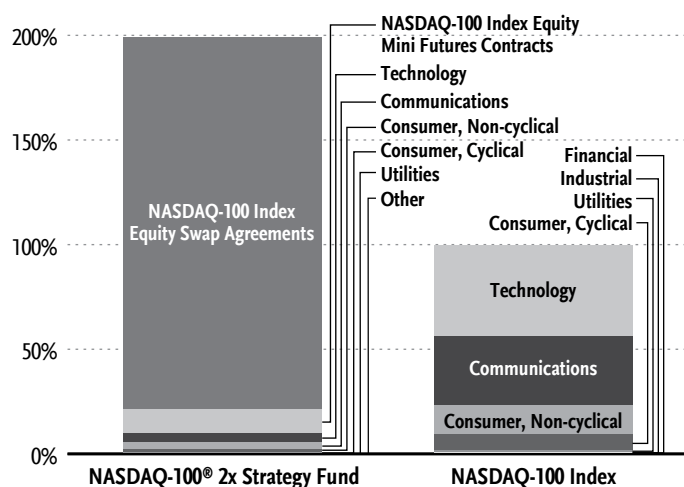 200%
150%
100%
50%
0%
NASDAQ-100 Index
Equity Swap Agreements
NASDAQ-100 Index Equity
Mini Futures Contracts
Technology
Communications
Consumer, Non-cyclical
Consumer, Cyclical
Utilities
Other
Financial
Industrial
Utilities
Consumer, Cyclical
Technology
Communications
Consumer, Non-cyclical
NASDAQ-100® 2x Strategy Fund
NASDAQ-100 Index